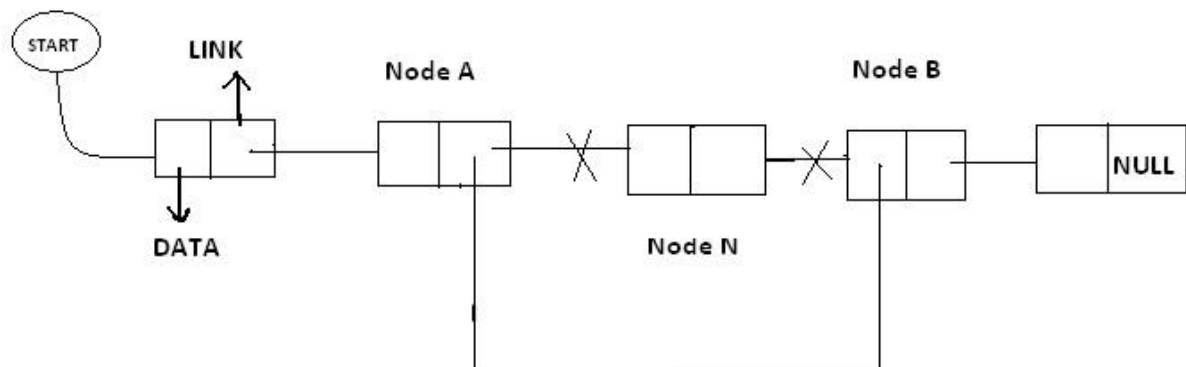 START
LINK
Node A
Node B
NULL
DATA
Node N